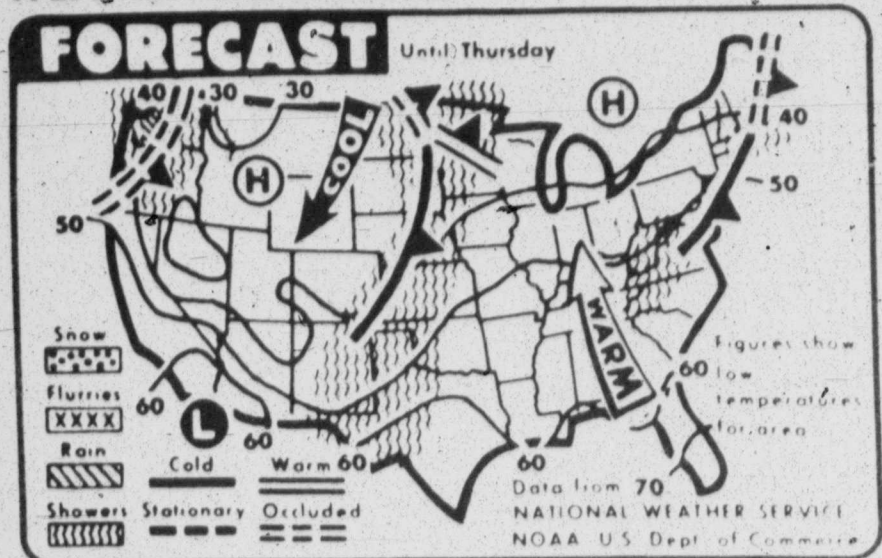 FORECAST
Until Thursday
40 30 30
H
40
H
COOL
50
50
Snow
Flurries
XXXX
Rain
Showers
Cold
Warm
Stationary
Occluded
60
L
60
60
60
60
WARM
Figures show
low
temperatures
for area
Data from 70
NATIONAL WEATHER SERVICE
NOAA U S Dept of Commerce